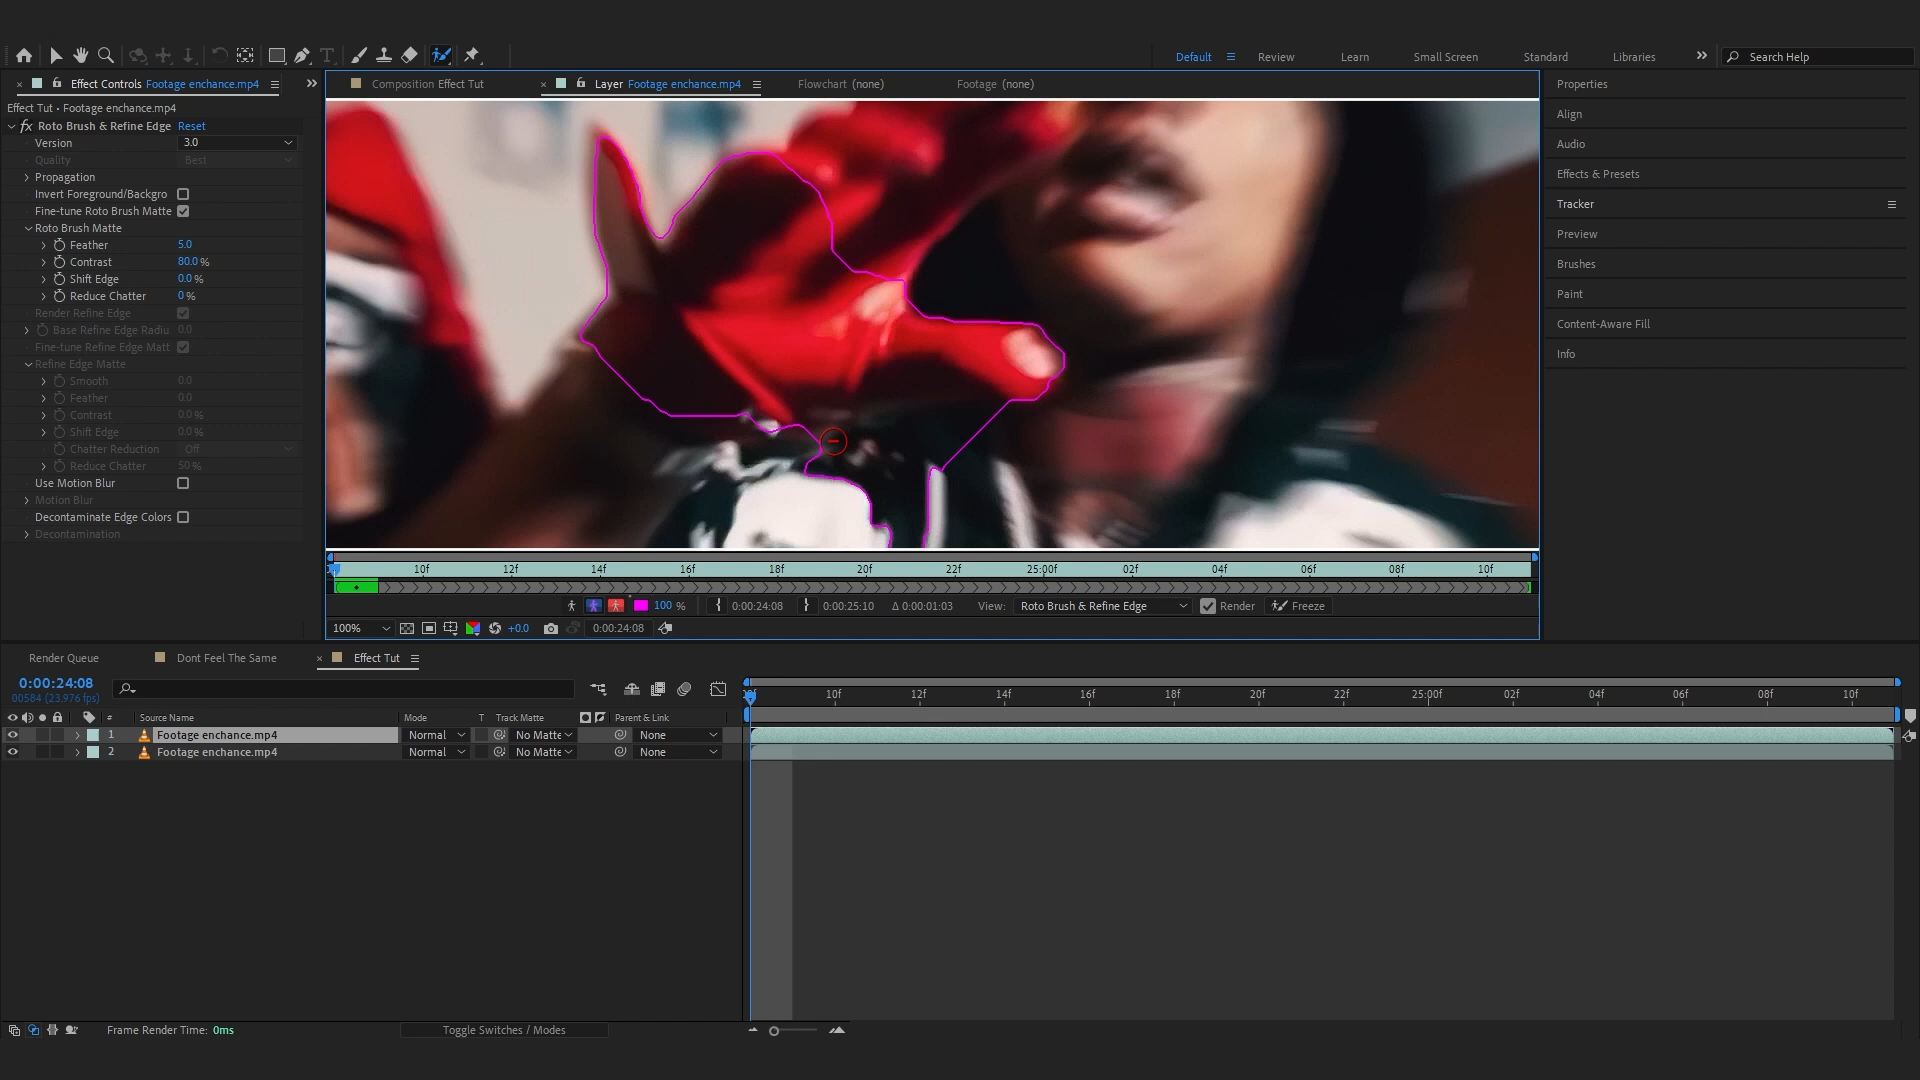 Default
Review
Learn
Small Screen
Standard
Libraries
Search Help
Effect Controls Footage enchance.mp4
Composition Effect Tut
Layer Footage enchance.mp4
Flowchart (none)
Footage (none)
Effect Tut • Footage enchance.mp4
fx Roto Brush & Refine Edge Reset
Version 3.0
Quality Best
Propagation
Invert Foreground/Backgro
Fine-tune Roto Brush Matte
Roto Brush Matte
Feather 5.0
Contrast 80.0 %
Shift Edge 0.0 %
Reduce Chatter 0 %
Render Refine Edge
Base Refine Edge Radiu 0.0
Fine-tune Refine Edge Matt
Refine Edge Matte
Smooth 0.0
Feather 0.0
Contrast 0.0 %
Shift Edge 0.0 %
Chatter Reduction Off
Reduce Chatter 50 %
Use Motion Blur
Motion Blur
Decontaminate Edge Colors
Decontamination
Properties
Align
Audio
Effects & Presets
Tracker
Preview
Brushes
Paint
Content-Aware Fill
Info
10f 12f 14f 16f 18f 20f 22f 25:00f 02f 04f 06f 08f 10f
100 % 0:00:24:08 0:00:25:10 Δ 0:00:01:03 View: Roto Brush & Refine Edge Render Freeze
100% +0.0 0:00:24:08
Render Queue
Dont Feel The Same
Effect Tut
0:00:24:08
00584 (23.976 fps)
# Source Name Mode T Track Matte Parent & Link
1 Footage enchance.mp4 Normal No Matte None
2 Footage enchance.mp4 Normal No Matte None
10f 12f 14f 16f 18f 20f 22f 25:00f 02f 04f 06f 08f 10f
Frame Render Time: 0ms
Toggle Switches / Modes